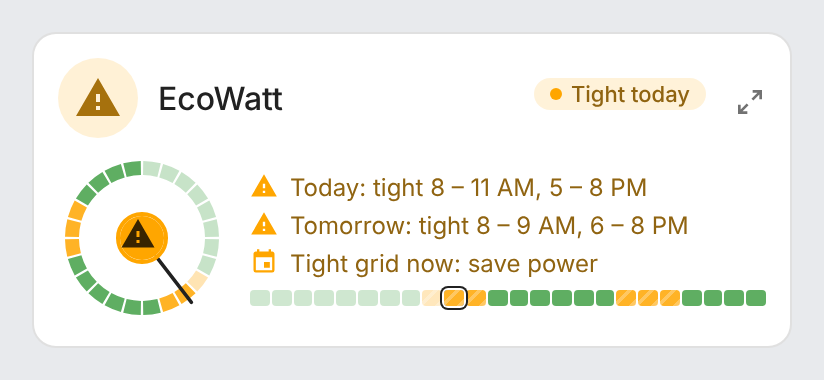 EcoWatt
Tight today
Today: tight 8 – 11 AM, 5 – 8 PM
Tomorrow: tight 8 – 9 AM, 6 – 8 PM
Tight grid now: save power